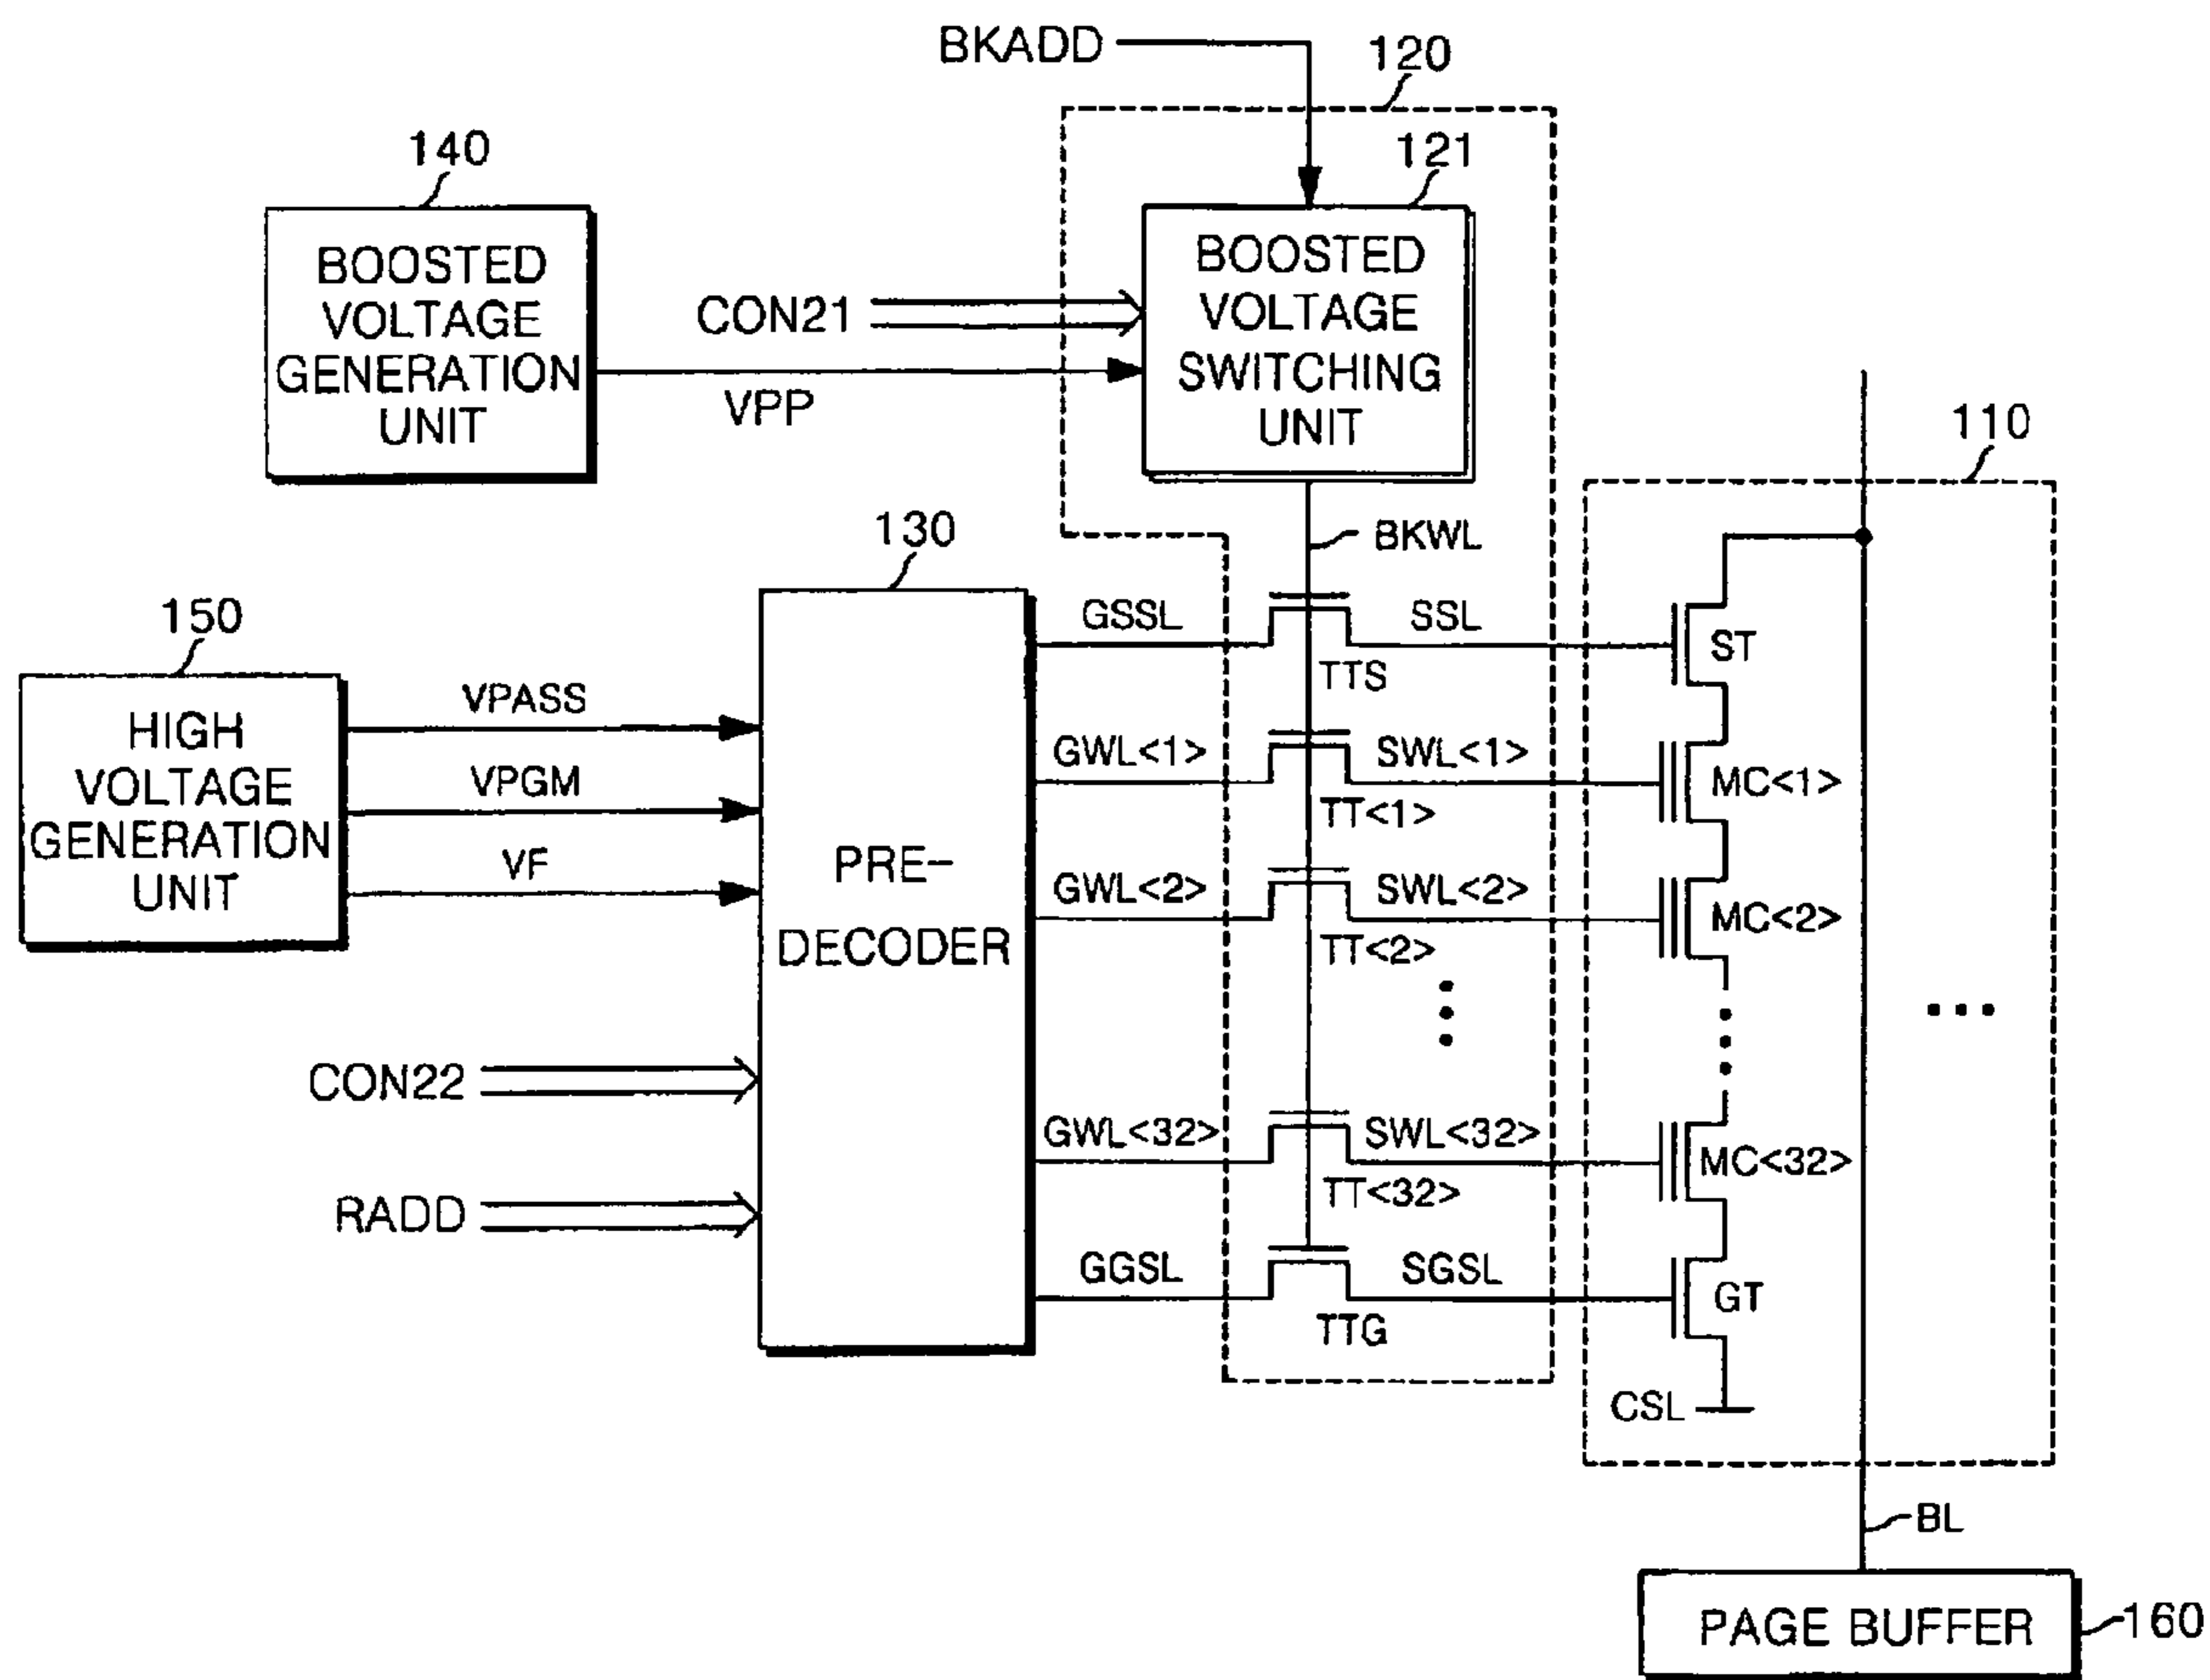 BKADD
120
140
121
BOOSTED
VOLTAGE
GENERATION
UNIT
CON21
VPP
BOOSTED
VOLTAGE
SWITCHING
UNIT
110
130
BKWL
150
HIGH
VOLTAGE
GENERATION
UNIT
VPASS
VPGM
VF
CON22
RADD
PRE-
DECODER
GSSL
SSL
TTS
ST
GWL<1>
SWL<1>
TT<1>
MC<1>
GWL<2>
SWL<2>
TT<2>
MC<2>
GWL<32>
SWL<32>
TT<32>
MC<32>
GGSL
SGSL
TTG
GT
CSL
BL
PAGE BUFFER
160